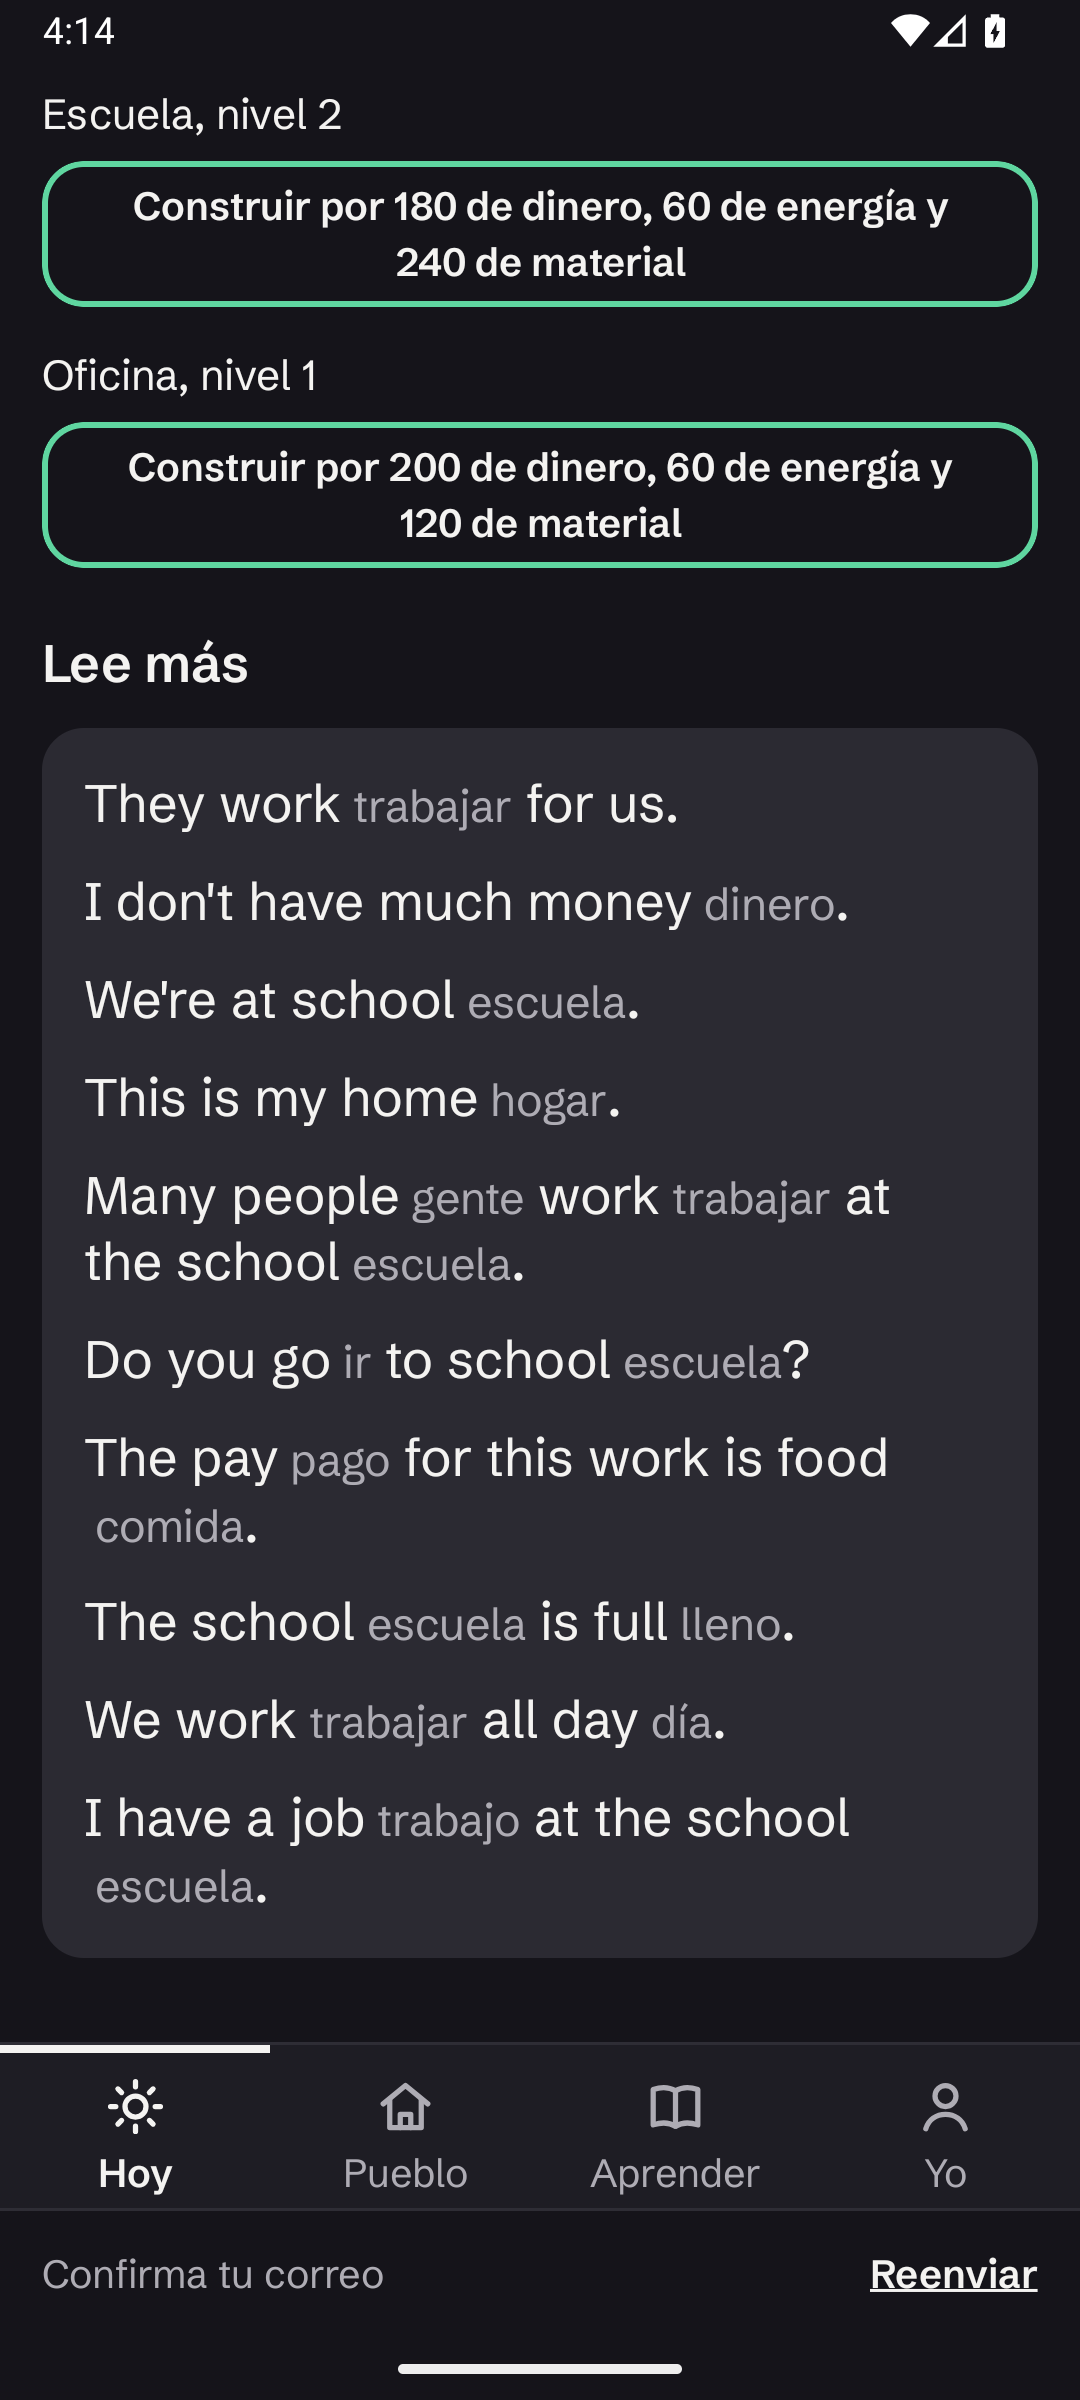 4:14
Escuela, nivel 2
Construir por 180 de dinero, 60 de energía y
240 de material
Oficina, nivel 1
Construir por 200 de dinero, 60 de energía y
120 de material
Lee más
They work trabajar for us.
I don't have much money dinero.
We're at school escuela.
This is my home hogar.
Many people gente work trabajar at
the school escuela.
Do you go ir to school escuela?
The pay pago for this work is food
comida.
The school escuela is full lleno.
We work trabajar all day día.
I have a job trabajo at the school
escuela.
Hoy
Pueblo
Aprender
Yo
Confirma tu correo
Reenviar